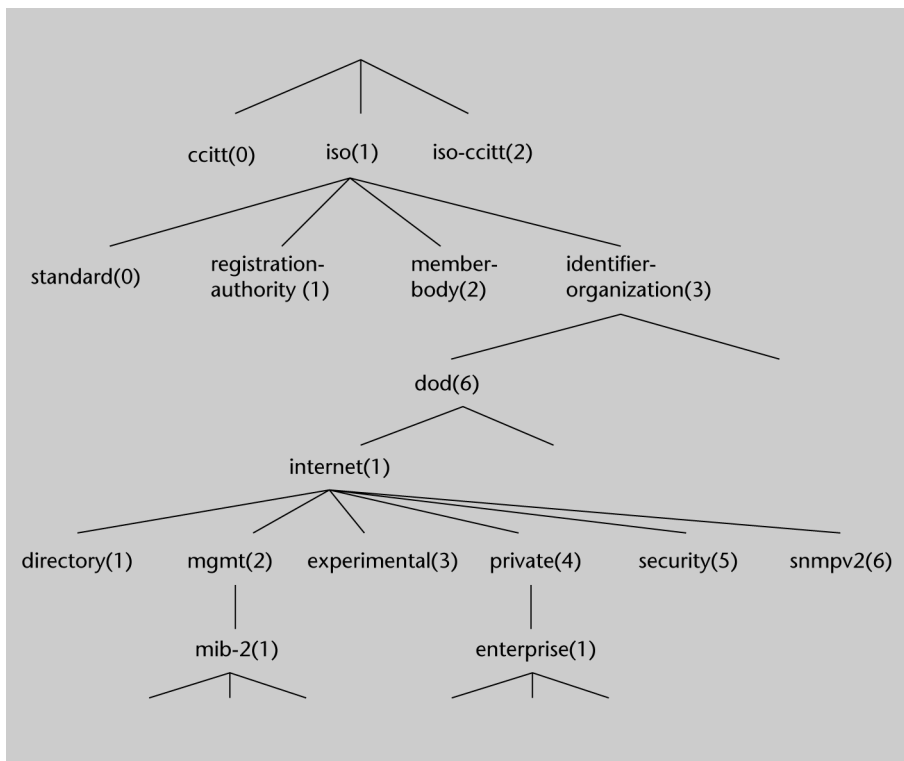 ccitt(0) iso(1) iso-ccitt(2)
standard(0)
registration-
authority (1)
member-
body(2)
identifier-
organization(3)
dod(6)
internet(1)
directory(1) mgmt(2) experimental(3) private(4) security(5) snmpv2(6)
mib-2(1) enterprise(1)